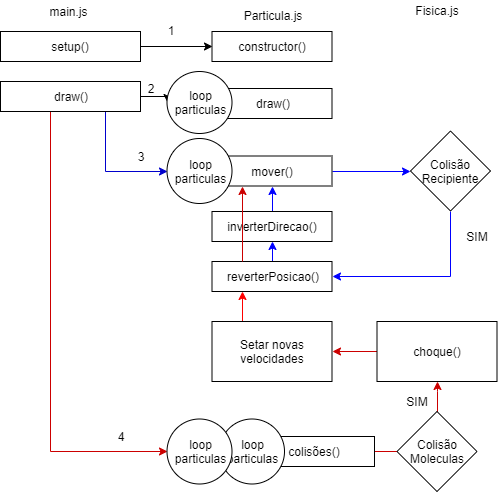 main.js
Particula.js
Fisica.js
setup()
1
constructor()
draw()
2
loop
particulas
draw()
3
loop
particulas
mover()
Colisão
Recipiente
inverterDirecao()
SIM
reverterPosicao()
Setar novas
velocidades
choque()
SIM
4
loop
particulas
loop
particulas
colisões()
Colisão
Moleculas